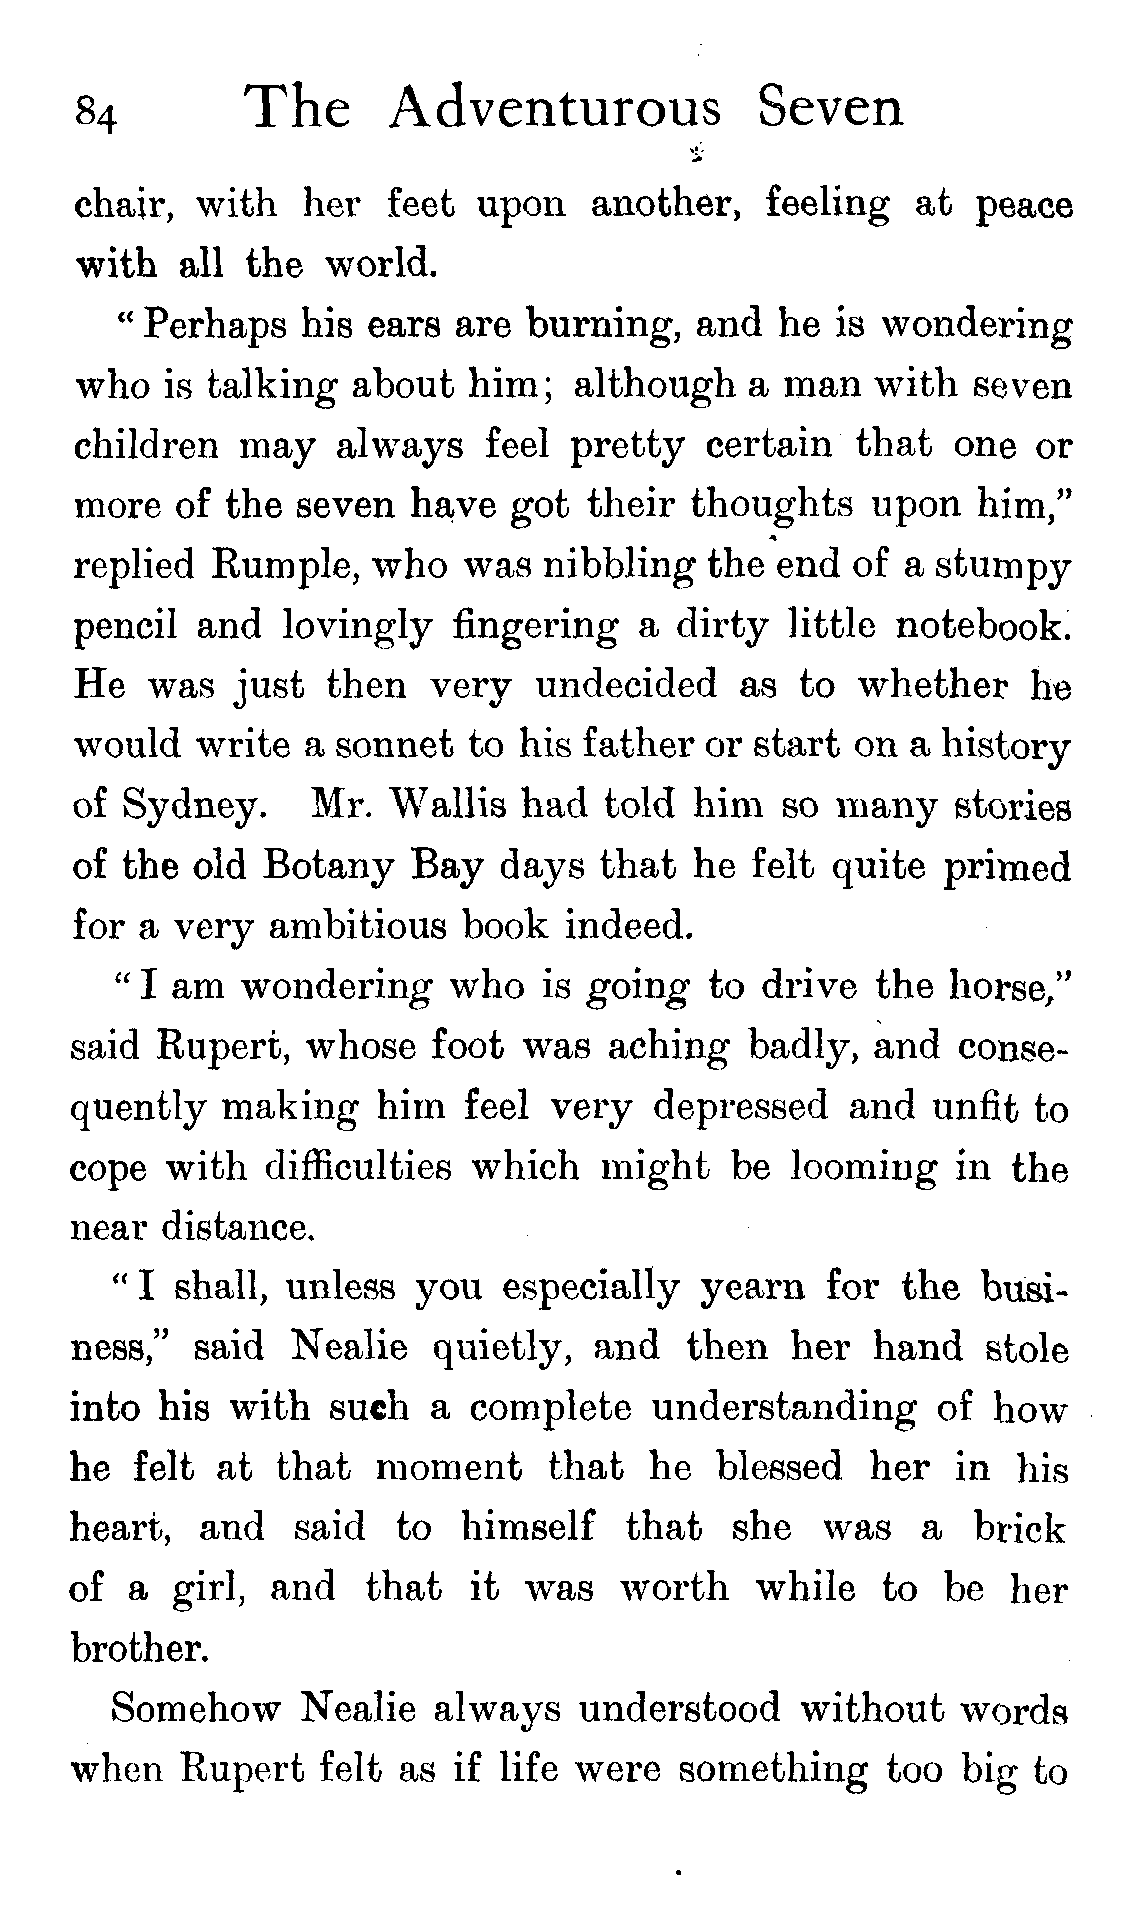 84 The Adventurous Seven
chair, with her feet upon another, feeling at peace
with all the world.
“Perhaps his ears are burning, and he is wondering
who is talking about him; although a man with seven
children may always feel pretty certain that one or
more of the seven have got their thoughts upon him,”
replied Rumple, who was nibbling the end of a stumpy
pencil and lovingly fingering a dirty little notebook.
He was just then very undecided as to whether he
would write a sonnet to his father or start on a history
of Sydney. Mr. Wallis had told him so many stories
of the old Botany Bay days that he felt quite primed
for a very ambitious book indeed.
“I am wondering who is going to drive the horse,”
said Rupert, whose foot was aching badly, and conse-
quently making him feel very depressed and unfit to
cope with difficulties which might be looming in the
near distance.
“I shall, unless you especially yearn for the busi-
ness,” said Nealie quietly, and then her hand stole
into his with such a complete understanding of how
he felt at that moment that he blessed her in his
heart, and said to himself that she was a brick
of a girl, and that it was worth while to be her
brother.
Somehow Nealie always understood without words
when Rupert felt as if life were something too big to